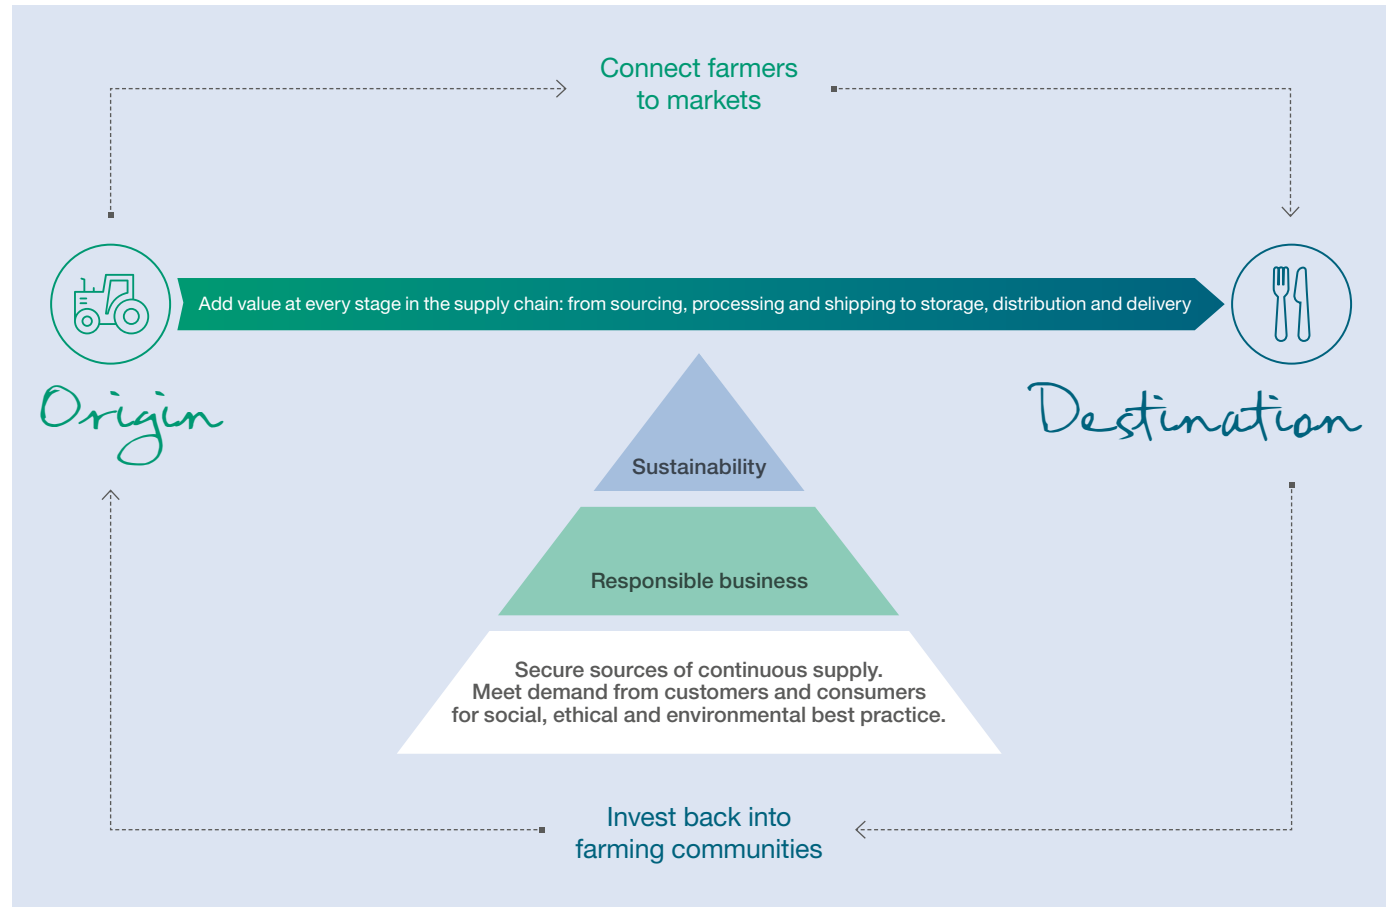 Connect farmers
to markets
Add value at every stage in the supply chain: from sourcing, processing and shipping to storage, distribution and delivery
Origin
Destination
Sustainability
Responsible business
Secure sources of continuous supply.
Meet demand from customers and consumers
for social, ethical and environmental best practice.
Invest back into
farming communities